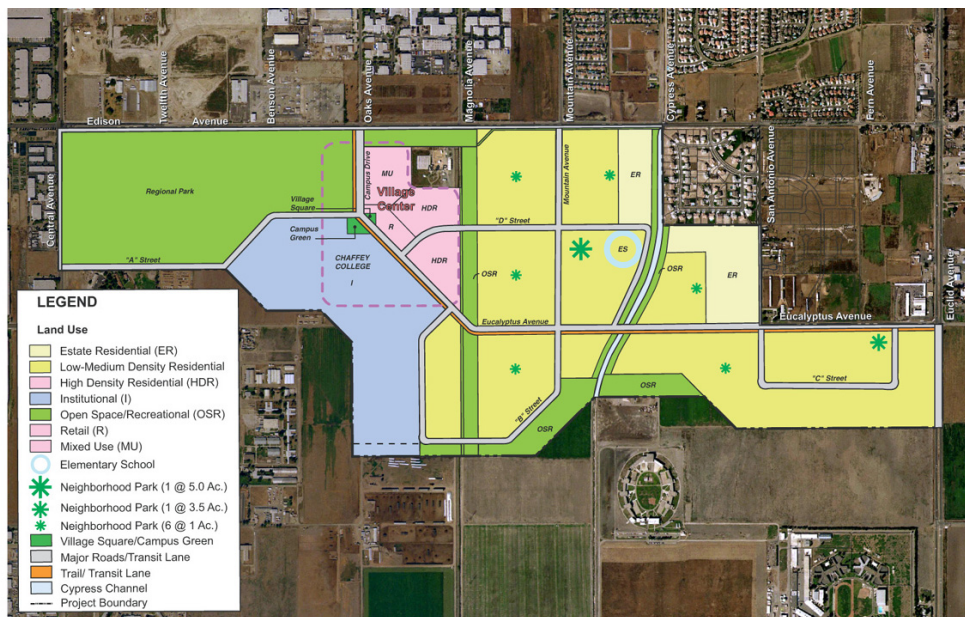 Edison
Avenue
Twelfth Avenue
Benson Avenue
Oaks Avenue
Magnolia Avenue
Mountain Avenue
Cypress Avenue
Fern Avenue
San Antonio Avenue
Central Avenue
Euclid Avenue
Regional Park
Campus Drive
MU
Village
Center
Village
Square
HDR
R
Campus
Green
"A" Street
CHAFFEY
COLLEGE
I
HDR
"D" Street
Mountain Avenue
ER
ES
OSR
OSR
ER
Eucalyptus Avenue
Eucalyptus Avenue
"B" Street
OSR
OSR
"C" Street
LEGEND
Land Use
Estate Residential (ER)
Low-Medium Density Residential
High Density Residential (HDR)
Institutional (I)
Open Space/Recreational (OSR)
Retail (R)
Mixed Use (MU)
Elementary School
Neighborhood Park (1 @ 5.0 Ac.)
Neighborhood Park (1 @ 3.5 Ac.)
Neighborhood Park (6 @ 1 Ac.)
Village Square/Campus Green
Major Roads/Transit Lane
Trail/ Transit Lane
Cypress Channel
Project Boundary